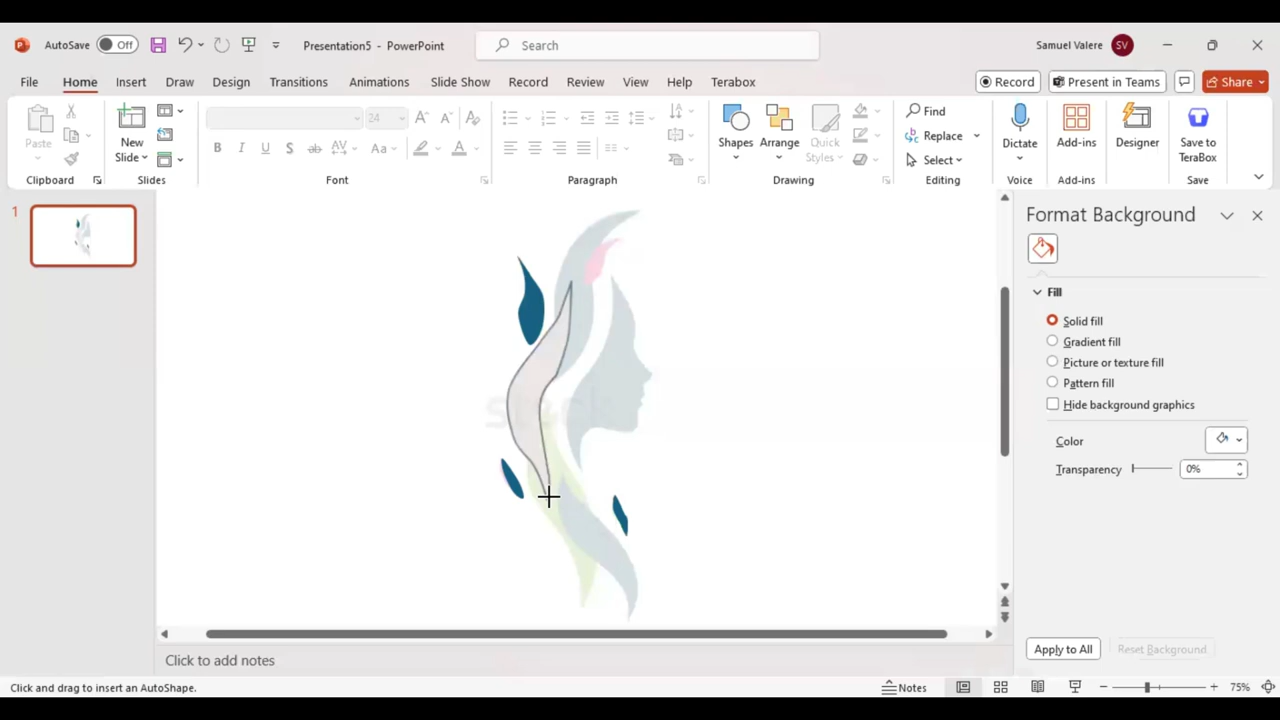 AutoSave Off Presentation5 - PowerPoint Search Samuel Valere SV
File Home Insert Draw Design Transitions Animations Slide Show Record Review View Help Terabox Record Present in Teams Share
Paste New Slide 24 B I U S ab AV Aa A Shapes Arrange Quick Styles Find Replace Select Dictate Add-ins Designer Save to TeraBox
Clipboard Slides Font Paragraph Drawing Editing Voice Add-ins Save
1
Format Background
Fill
Solid fill
Gradient fill
Picture or texture fill
Pattern fill
Hide background graphics
Color
Transparency 0%
Apply to All Reset Background
Click to add notes
Click and drag to insert an AutoShape. Notes 75%